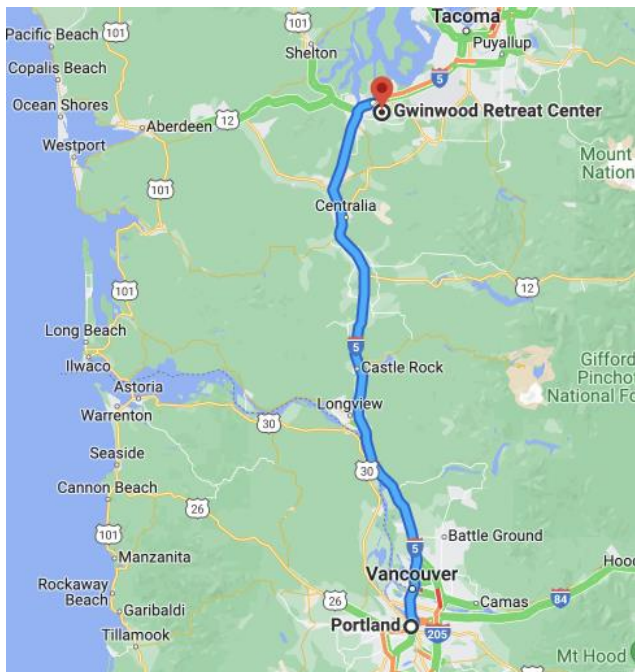 Tacoma
Pacific Beach
101
Puyallup
Shelton
Copalis Beach
5
Ocean Shores
Gwinwood Retreat Center
12
Aberdeen
Westport
Mount
Nation
101
Centralia
101
12
Long Beach
5
Ilwaco
Castle Rock
Gifford
Pinchot
National Fo
Astoria
Longview
Warrenton
30
Seaside
30
Cannon Beach
26
Battle Ground
101
5
Manzanita
Hood
Vancouver
Rockaway
Beach
84
Camas
26
Garibaldi
Portland
205
Tillamook
Mt Hood